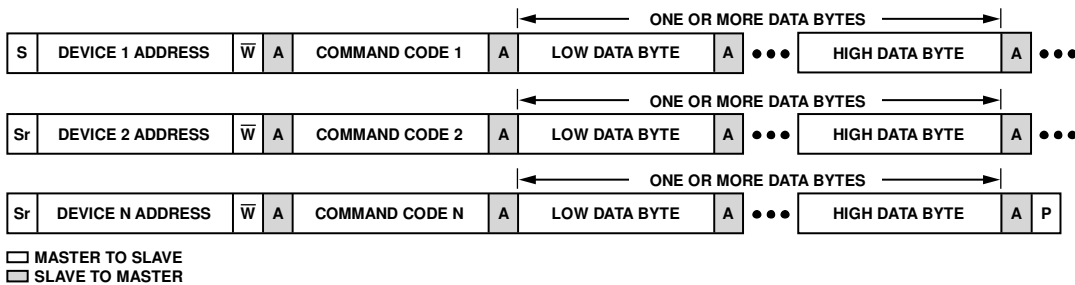 ONE OR MORE DATA BYTES
S DEVICE 1 ADDRESS W̅ A COMMAND CODE 1 A LOW DATA BYTE A ••• HIGH DATA BYTE A •••
ONE OR MORE DATA BYTES
Sr DEVICE 2 ADDRESS W̅ A COMMAND CODE 2 A LOW DATA BYTE A ••• HIGH DATA BYTE A •••
ONE OR MORE DATA BYTES
Sr DEVICE N ADDRESS W̅ A COMMAND CODE N A LOW DATA BYTE A ••• HIGH DATA BYTE A P
MASTER TO SLAVE
SLAVE TO MASTER